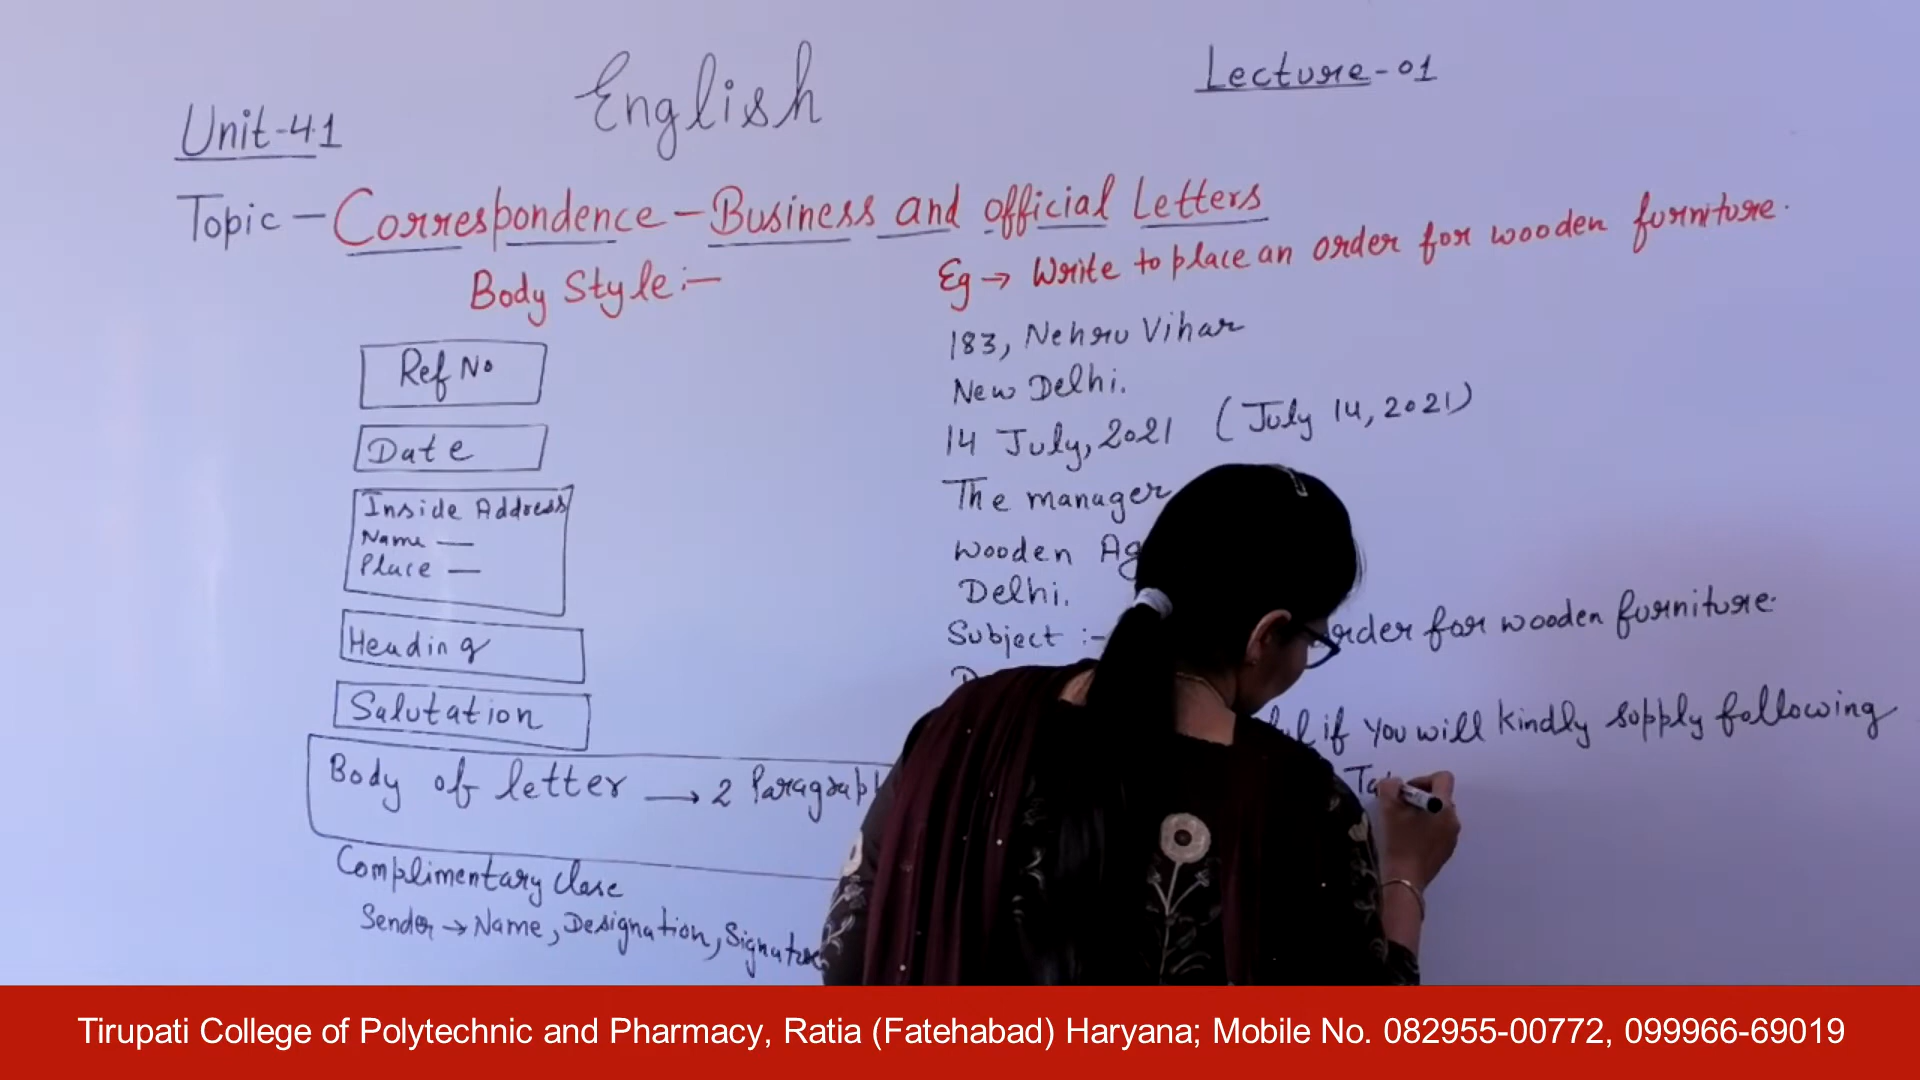 English
Lecture-01
Unit-4.1
Topic - Correspondence - Business and official Letters
Body Style :-
Ref No
Date
Inside Address
Name —
Place —
Heading
Salutation
Body of letter → 2
Complimentary close
Sender → Name, Designation, Signature
Eg → Write to place an order for wooden furniture.
183, Nehru Vihar
New Delhi.
14 July, 2021 (July 14, 2021)
The manager
Wooden
Delhi.
Subject :- for wooden furniture.
if you will kindly supply following
Tirupati College of Polytechnic and Pharmacy, Ratia (Fatehabad) Haryana; Mobile No. 082955-00772, 099966-69019